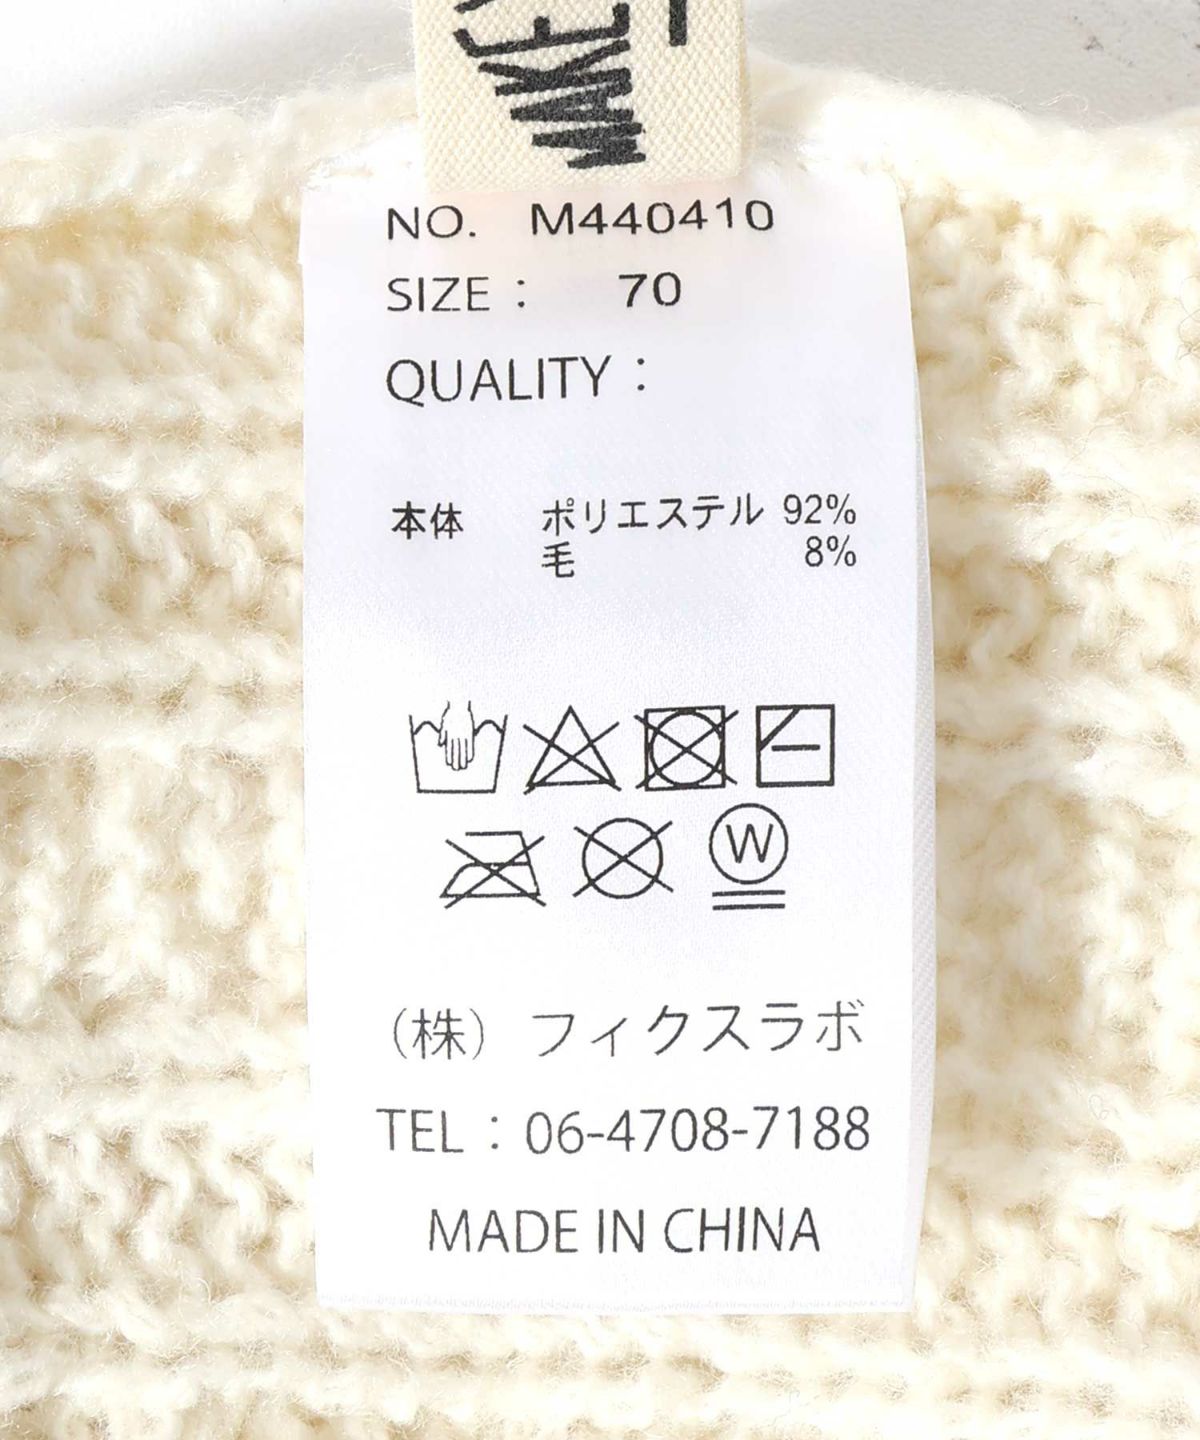 MAKE
NO. M440410
SIZE : 70
QUALITY :
本体 ポリエステル 92%
毛 8%
W
(株) フィクスラボ
TEL : 06-4708-7188
MADE IN CHINA